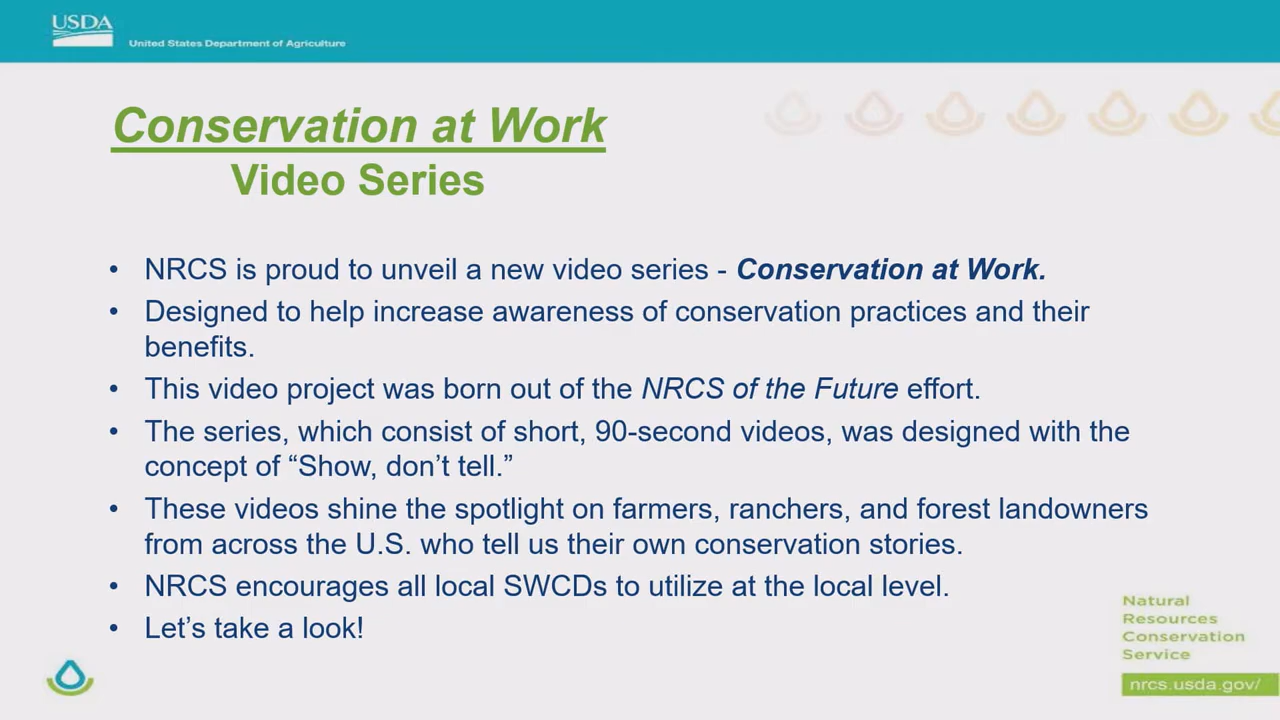 USDA
United States Department of Agriculture
Conservation at Work
Video Series
• NRCS is proud to unveil a new video series - Conservation at Work.
• Designed to help increase awareness of conservation practices and their
benefits.
• This video project was born out of the NRCS of the Future effort.
• The series, which consist of short, 90-second videos, was designed with the
concept of “Show, don’t tell.”
• These videos shine the spotlight on farmers, ranchers, and forest landowners
from across the U.S. who tell us their own conservation stories.
• NRCS encourages all local SWCDs to utilize at the local level.
• Let’s take a look!
Natural
Resources
Conservation
Service
nrcs.usda.gov/